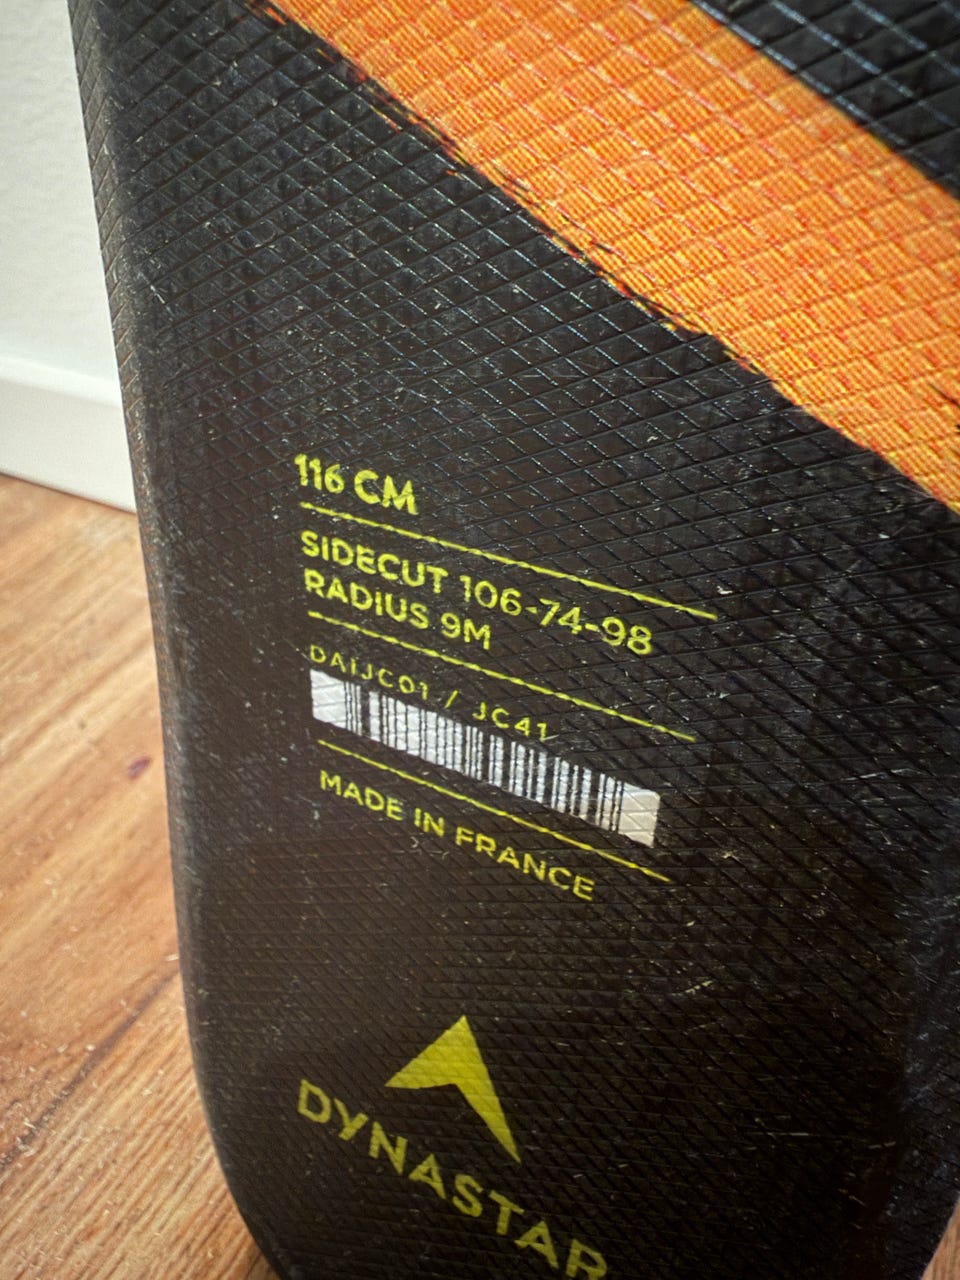 116 CM
SIDECUT 106-74-98
RADIUS 9M
DAIJC01 / JC41
MADE IN FRANCE
DYNASTAR